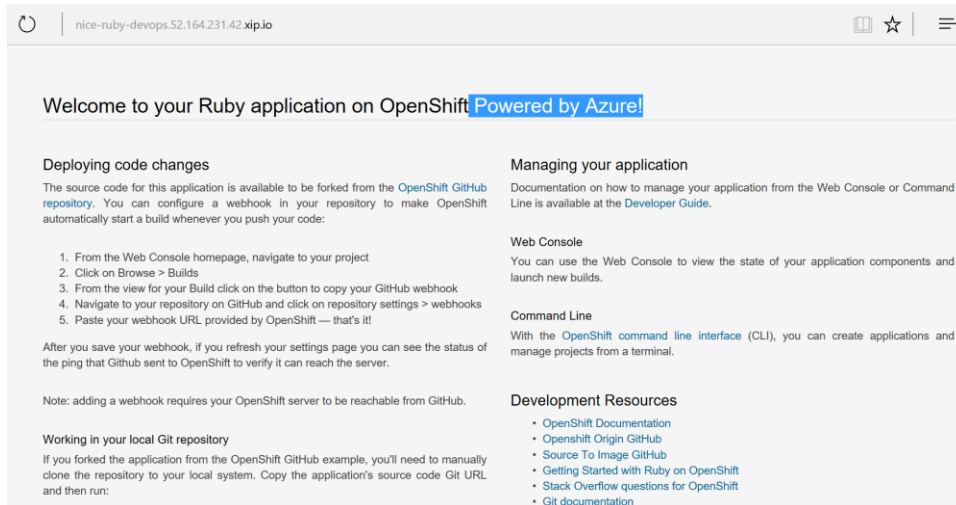 nice-ruby-devops.52.164.231.42.xip.io
Welcome to your Ruby application on OpenShift Powered by Azure!
Deploying code changes
The source code for this application is available to be forked from the OpenShift GitHub
repository. You can configure a webhook in your repository to make OpenShift
automatically start a build whenever you push your code:
1. From the Web Console homepage, navigate to your project
2. Click on Browse > Builds
3. From the view for your Build click on the button to copy your GitHub webhook
4. Navigate to your repository on GitHub and click on repository settings > webhooks
5. Paste your webhook URL provided by OpenShift — that's it!
After you save your webhook, if you refresh your settings page you can see the status of
the ping that Github sent to OpenShift to verify it can reach the server.
Note: adding a webhook requires your OpenShift server to be reachable from GitHub.
Working in your local Git repository
If you forked the application from the OpenShift GitHub example, you'll need to manually
clone the repository to your local system. Copy the application's source code Git URL
and then run:
Managing your application
Documentation on how to manage your application from the Web Console or Command
Line is available at the Developer Guide.
Web Console
You can use the Web Console to view the state of your application components and
launch new builds.
Command Line
With the OpenShift command line interface (CLI), you can create applications and
manage projects from a terminal.
Development Resources
• OpenShift Documentation
• Openshift Origin GitHub
• Source To Image GitHub
• Getting Started with Ruby on OpenShift
• Stack Overflow questions for OpenShift
• Git documentation